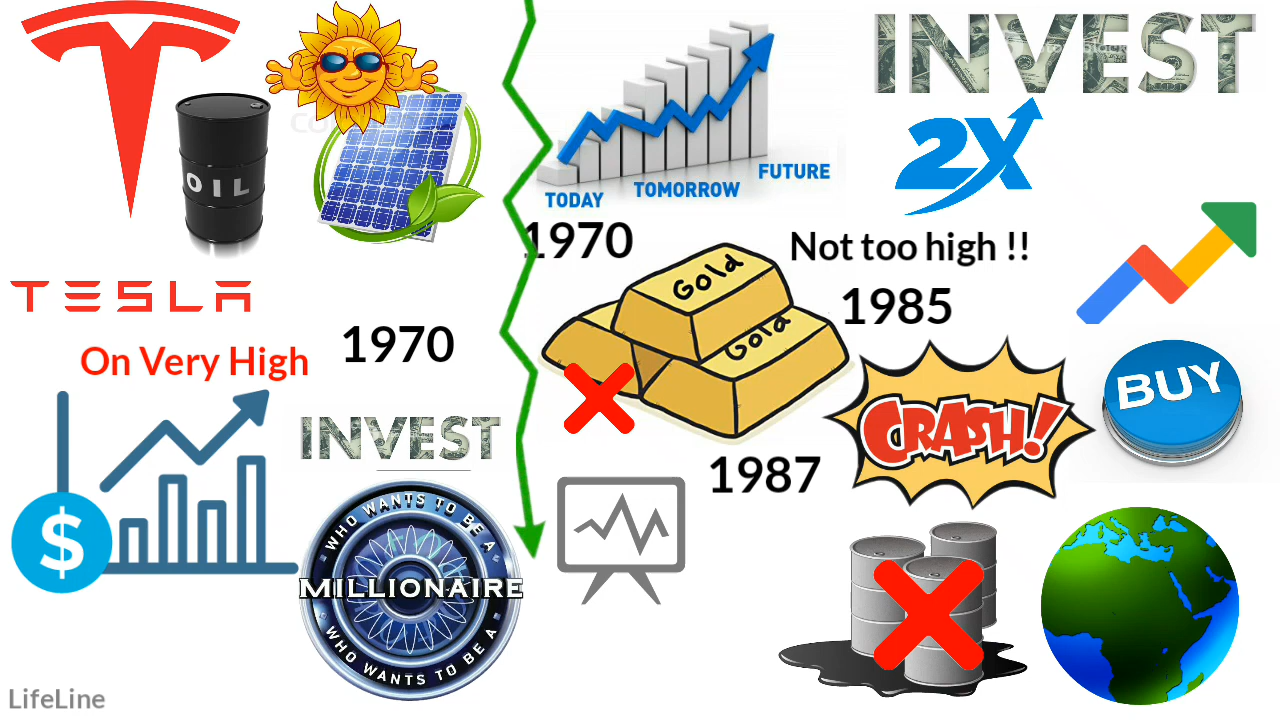 OIL
TESLA
On Very High
1970
INVEST
WHO WANTS TO BE A
MILLIONAIRE
WHO WANTS TO BE A
LifeLine
TODAY
TOMORROW
FUTURE
1970
Gold
Gold
1987
INVEST
2X
Not too high !!
1985
CRASH!
BUY